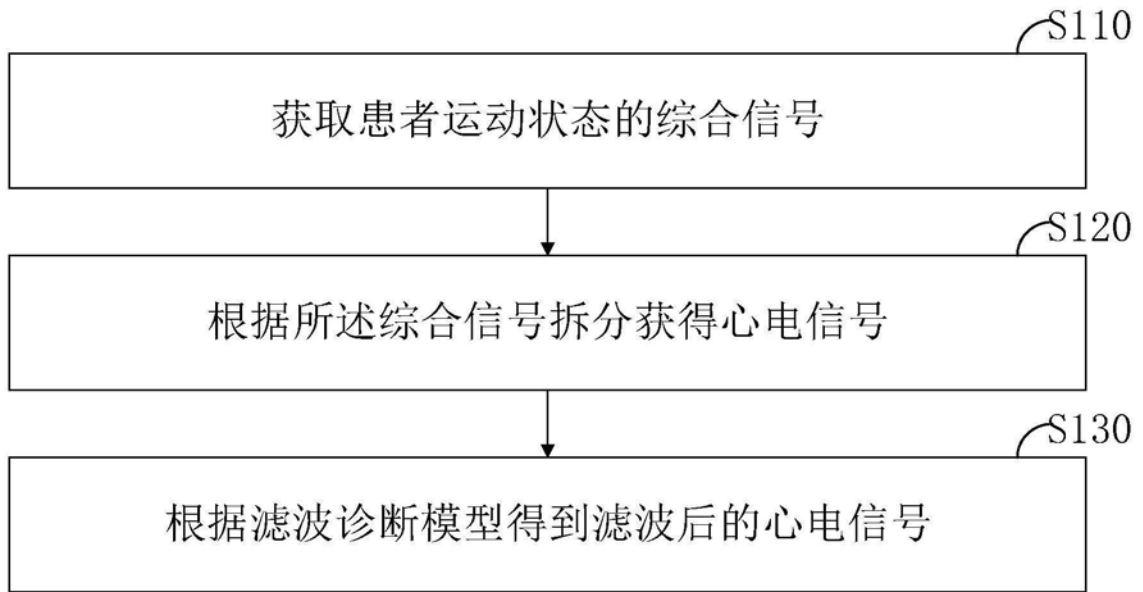 S110
获取患者运动状态的综合信号
S120
根据所述综合信号拆分获得心电信号
S130
根据滤波诊断模型得到滤波后的心电信号